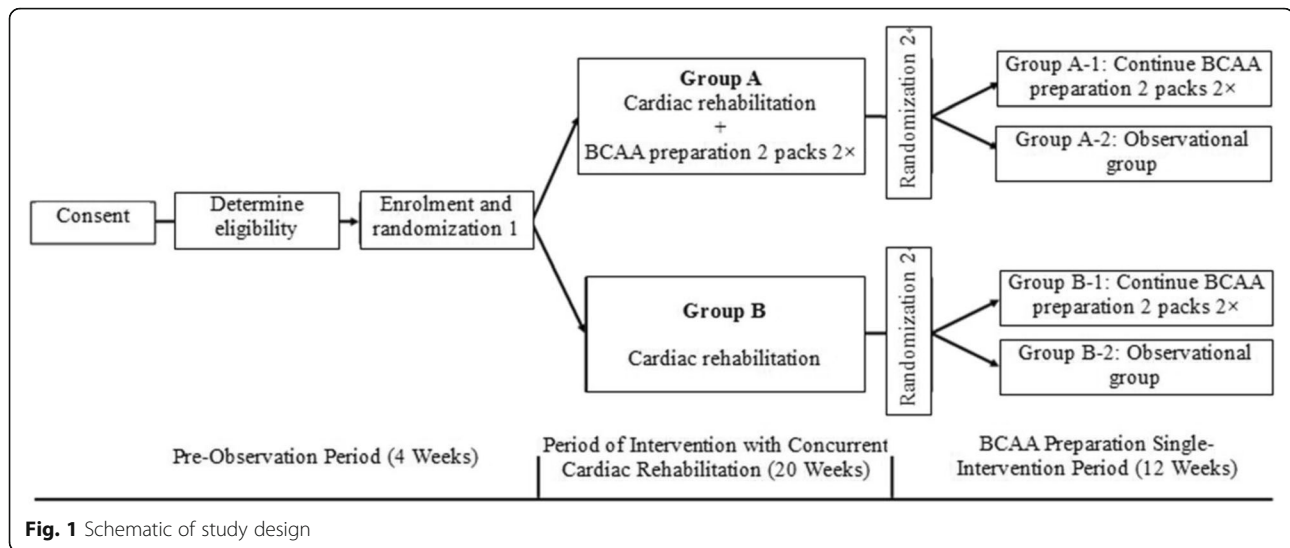 Consent
Determine
eligibility
Enrolment and
randomization 1
Group A
Cardiac rehabilitation
+
BCAA preparation 2 packs 2×
Randomization 2
Group A-1: Continue BCAA
preparation 2 packs 2×
Group A-2: Observational
group
Group B
Cardiac rehabilitation
Randomization 2
Group B-1: Continue BCAA
preparation 2 packs 2×
Group B-2: Observational
group
Pre-Observation Period (4 Weeks)
Period of Intervention with Concurrent
Cardiac Rehabilitation (20 Weeks)
BCAA Preparation Single-
Intervention Period (12 Weeks)
Fig. 1 Schematic of study design